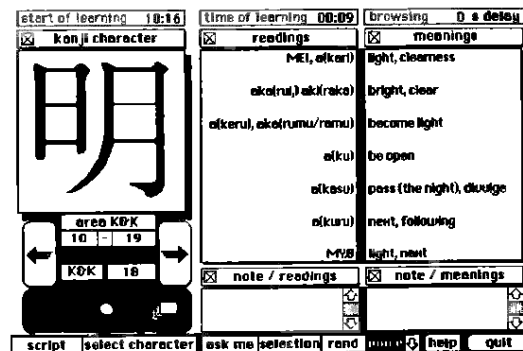 start of learning 10:16 time of learning 00:09 browsing 0 s delay
kanji character readings meanings
明
MEI, a(kari) light, clearness
aka(rui,) aki(raka) bright, clear
a(keru), aka(rumu/ramu) become light
a(ku) be open
a(kasu) pass (the night), divulge
a(kuru) next, following
MYŌ light, next
area K&K
10 - 19
K&K 18
note / readings note / meanings
script select character ask me selection rand help quit